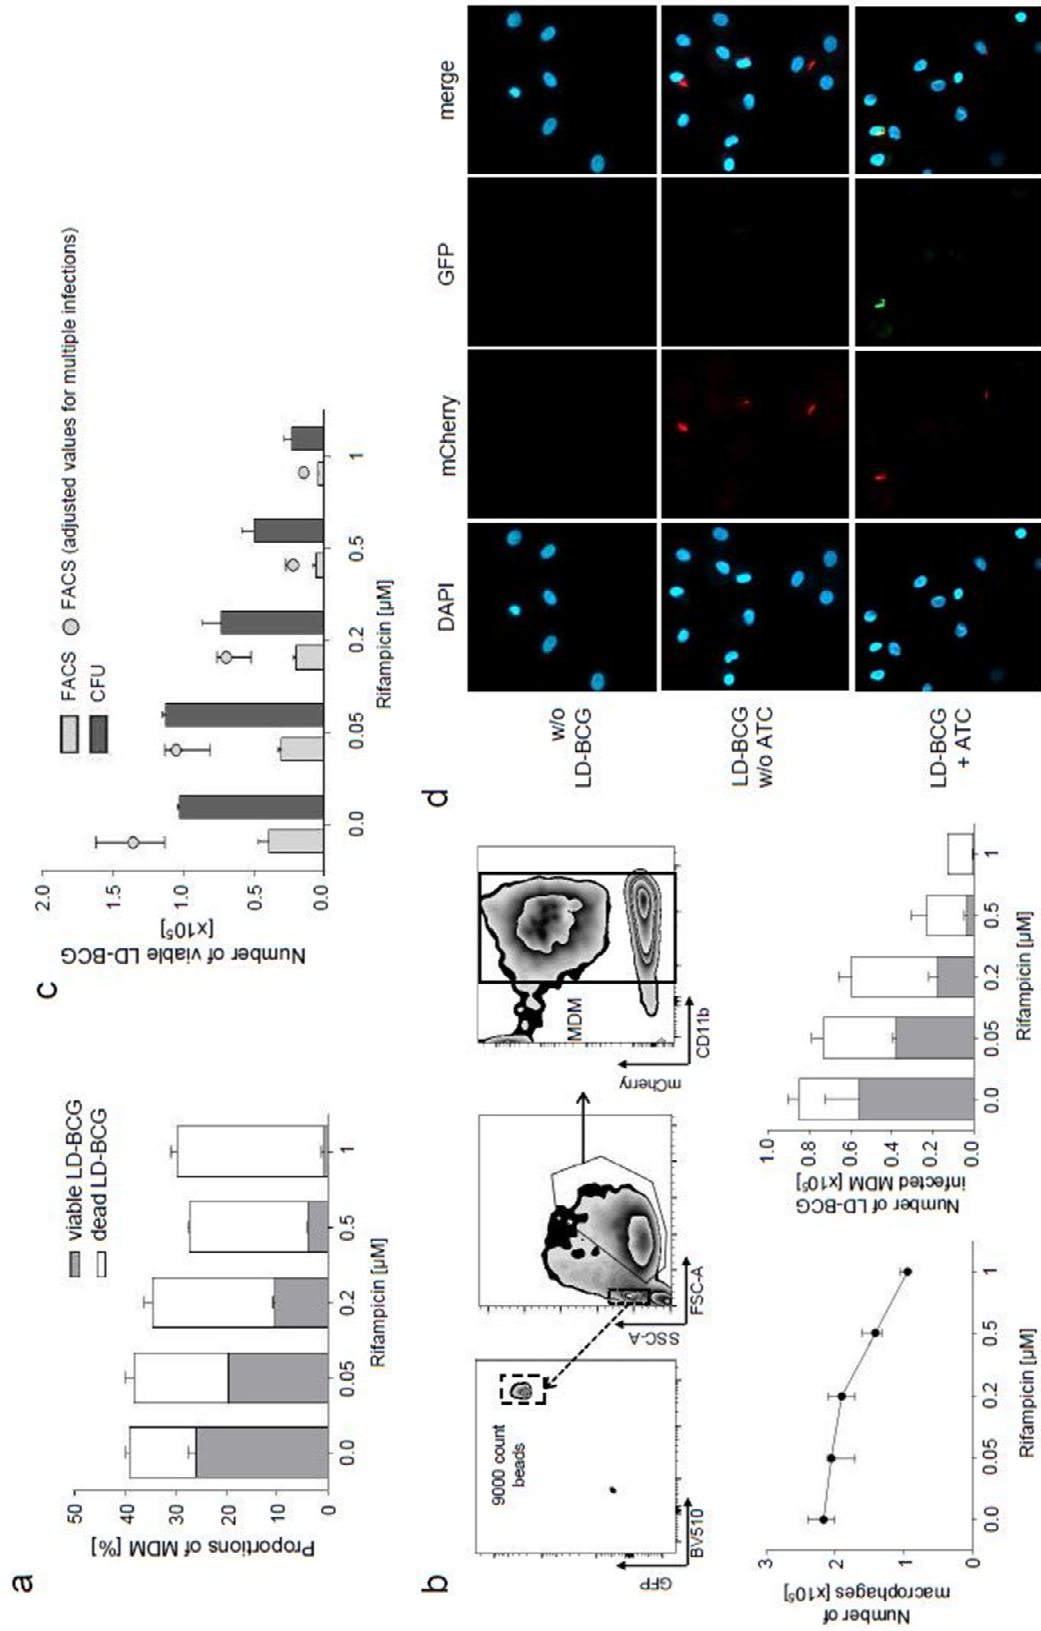 a
Proportions of MDM [%]
50
40
30
20
10
0
viable LD-BCG
dead LD-BCG
0.0
0.05
0.2
0.5
1
Rifampicin [µM]
b
9000 count
beads
GFP
BV510
SSC-A
FSC-A
MDM
mCherry
CD11b
Number of
macrophages [x10⁵]
3
2
1
0
0.0
0.05
0.2
0.5
1
Rifampicin [µM]
Number of LD-BCG
infected MDM [x10⁵]
1.0
0.8
0.6
0.4
0.2
0.0
0.0
0.05
0.2
0.5
1
Rifampicin [µM]
c
Number of viable LD-BCG
[x10⁵]
2.0
1.5
1.0
0.5
0.0
FACS
FACS (adjusted values for multiple infections)
CFU
0.0
0.05
0.2
0.5
1
Rifampicin [µM]
d
DAPI
mCherry
GFP
merge
w/o
LD-BCG
LD-BCG
w/o ATC
LD-BCG
+ ATC